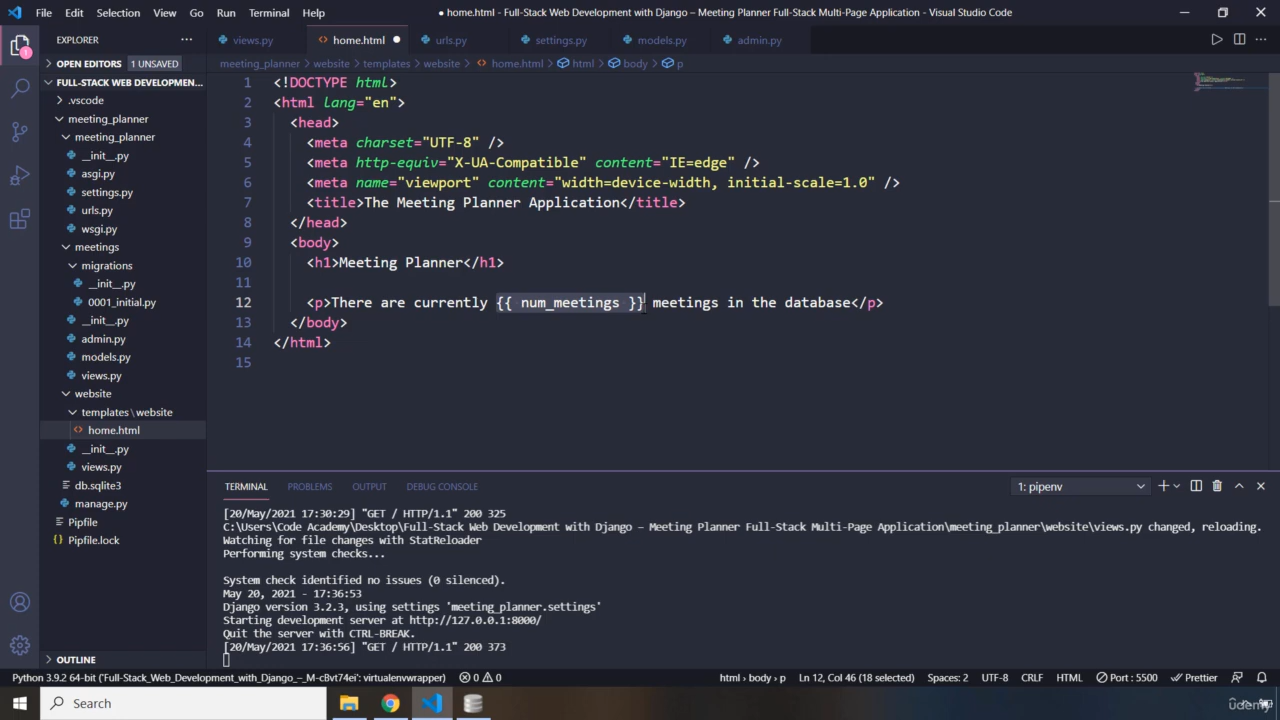 File Edit Selection View Go Run Terminal Help
● home.html - Full-Stack Web Development with Django – Meeting Planner Full-Stack Multi-Page Application - Visual Studio Code
EXPLORER
views.py home.html urls.py settings.py models.py admin.py
OPEN EDITORS 1 UNSAVED
meeting_planner > website > templates > website > home.html > html > body > p
FULL-STACK WEB DEVELOPMEN...
.vscode
meeting_planner
meeting_planner
__init__.py
asgi.py
settings.py
urls.py
wsgi.py
meetings
migrations
__init__.py
0001_initial.py
__init__.py
admin.py
models.py
views.py
website
templates\website
home.html
__init__.py
views.py
db.sqlite3
manage.py
Pipfile
{} Pipfile.lock
OUTLINE
1 <!DOCTYPE html>
2 <html lang="en">
3 <head>
4 <meta charset="UTF-8" />
5 <meta http-equiv="X-UA-Compatible" content="IE=edge" />
6 <meta name="viewport" content="width=device-width, initial-scale=1.0" />
7 <title>The Meeting Planner Application</title>
8 </head>
9 <body>
10 <h1>Meeting Planner</h1>
11
12 <p>There are currently {{ num_meetings }} meetings in the database</p>
13 </body>
14 </html>
15
TERMINAL PROBLEMS OUTPUT DEBUG CONSOLE 1: pipenv
[20/May/2021 17:30:29] "GET / HTTP/1.1" 200 325
C:\Users\Code Academy\Desktop\Full-Stack Web Development with Django – Meeting Planner Full-Stack Multi-Page Application\meeting_planner\website\views.py changed, reloading.
Watching for file changes with StatReloader
Performing system checks...
System check identified no issues (0 silenced).
May 20, 2021 - 17:36:53
Django version 3.2.3, using settings 'meeting_planner.settings'
Starting development server at http://127.0.0.1:8000/
Quit the server with CTRL-BREAK.
[20/May/2021 17:36:56] "GET / HTTP/1.1" 200 373
Python 3.9.2 64-bit ('Full-Stack_Web_Development_with_Django_–_M-c8vt74ei': virtualenvwrapper) 0 0 html > body > p Ln 12, Col 46 (18 selected) Spaces: 2 UTF-8 CRLF HTML Port : 5500 Prettier
Search
udemy